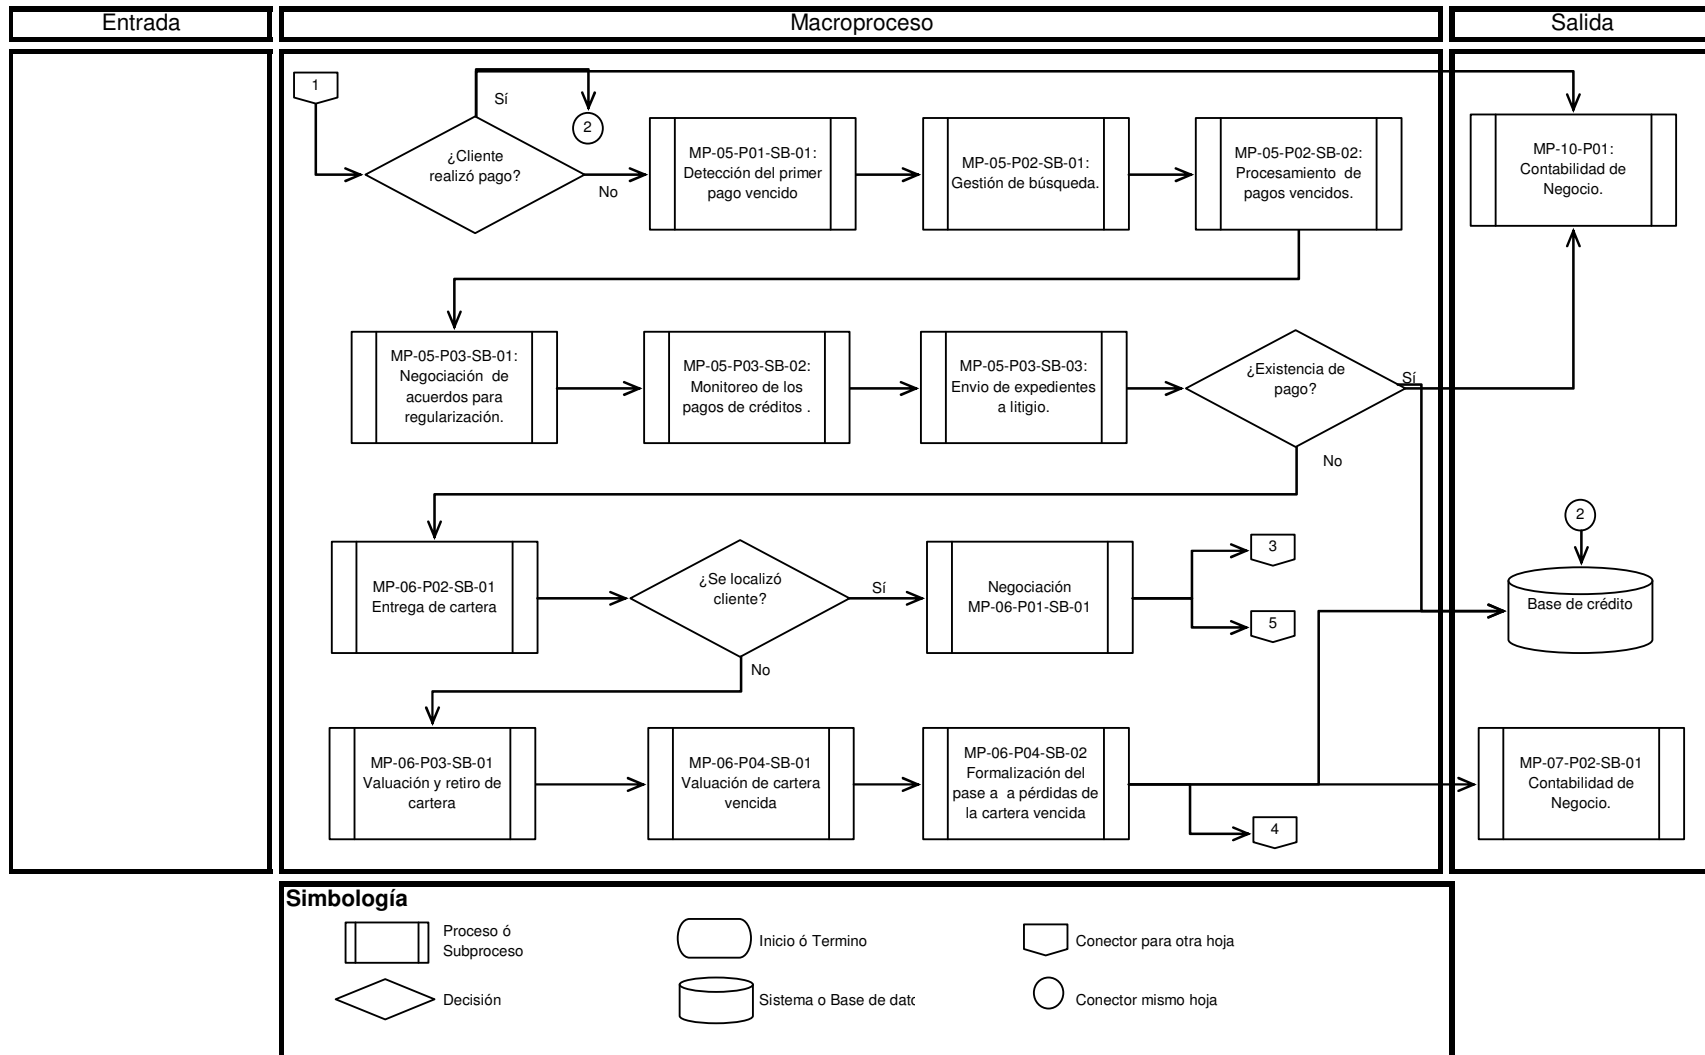 Entrada
Macroproceso
Salida
1
Sí
2
¿Cliente
realizó pago?
No
MP-05-P01-SB-01:
Detección del primer
pago vencido
MP-05-P02-SB-01:
Gestión de búsqueda.
MP-05-P02-SB-02:
Procesamiento de
pagos vencidos.
MP-10-P01:
Contabilidad de
Negocio.
MP-05-P03-SB-01:
Negociación de
acuerdos para
regularización.
MP-05-P03-SB-02:
Monitoreo de los
pagos de créditos .
MP-05-P03-SB-03:
Envio de expedientes
a litigio.
¿Existencia de
pago?
Sí
No
MP-06-P02-SB-01
Entrega de cartera
¿Se localizó
cliente?
Sí
No
Negociación
MP-06-P01-SB-01
3
5
2
Base de crédito
MP-06-P03-SB-01
Valuación y retiro de
cartera
MP-06-P04-SB-01
Valuación de cartera
vencida
MP-06-P04-SB-02
Formalización del
pase a a pérdidas de
la cartera vencida
4
MP-07-P02-SB-01
Contabilidad de
Negocio.
Simbología
Proceso ó
Subproceso
Inicio ó Termino
Conector para otra hoja
Decisión
Sistema o Base de datc
Conector mismo hoja